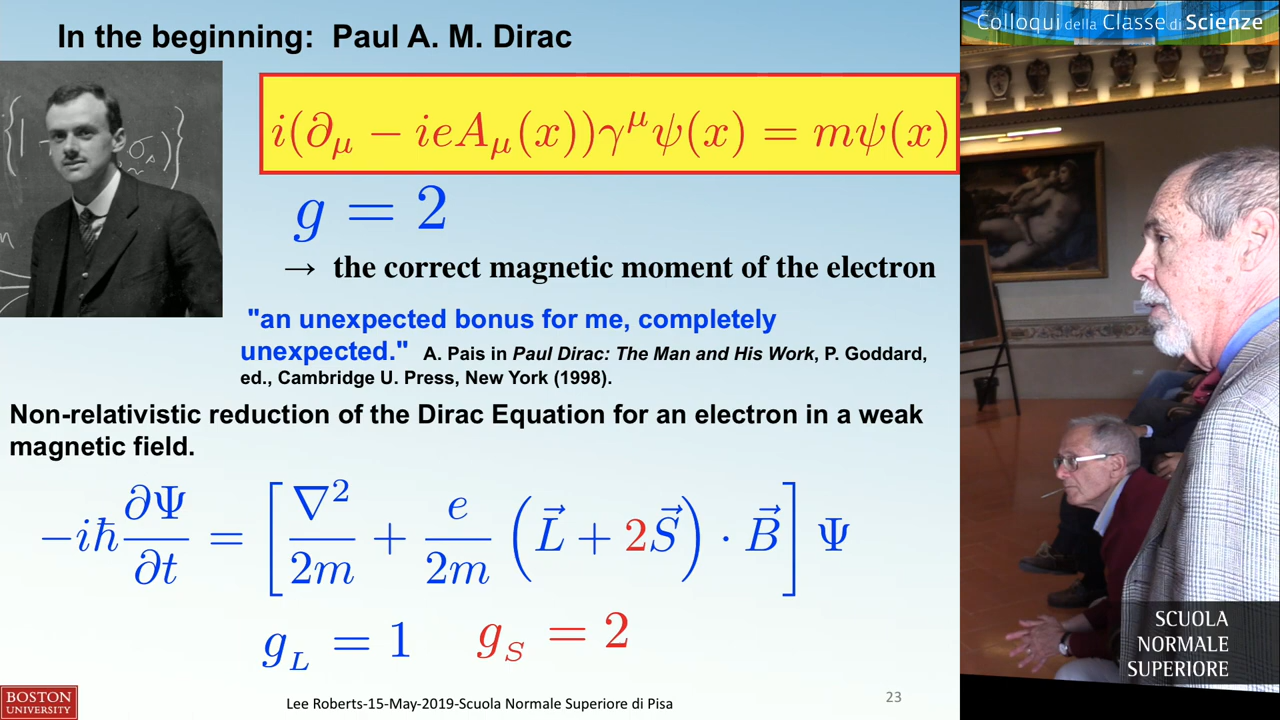 In the beginning: Paul A. M. Dirac
i(∂_μ − ieA_μ(x))γ^μψ(x) = mψ(x)
g = 2
→ the correct magnetic moment of the electron
"an unexpected bonus for me, completely
unexpected." A. Pais in Paul Dirac: The Man and His Work, P. Goddard,
ed., Cambridge U. Press, New York (1998).
Non-relativistic reduction of the Dirac Equation for an electron in a weak
magnetic field.
−iħ ∂Ψ/∂t = [∇²/2m + e/2m (L⃗ + 2S⃗) · B⃗] Ψ
g_L = 1 g_S = 2
BOSTON
UNIVERSITY
Lee Roberts-15-May-2019-Scuola Normale Superiore di Pisa
23
Colloqui della Classe di Scienze
SCUOLA
NORMALE
SUPERIORE